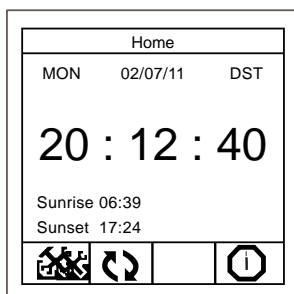 Home
MON 02/07/11 DST
20 : 12 : 40
Sunrise 06:39
Sunset 17:24
i